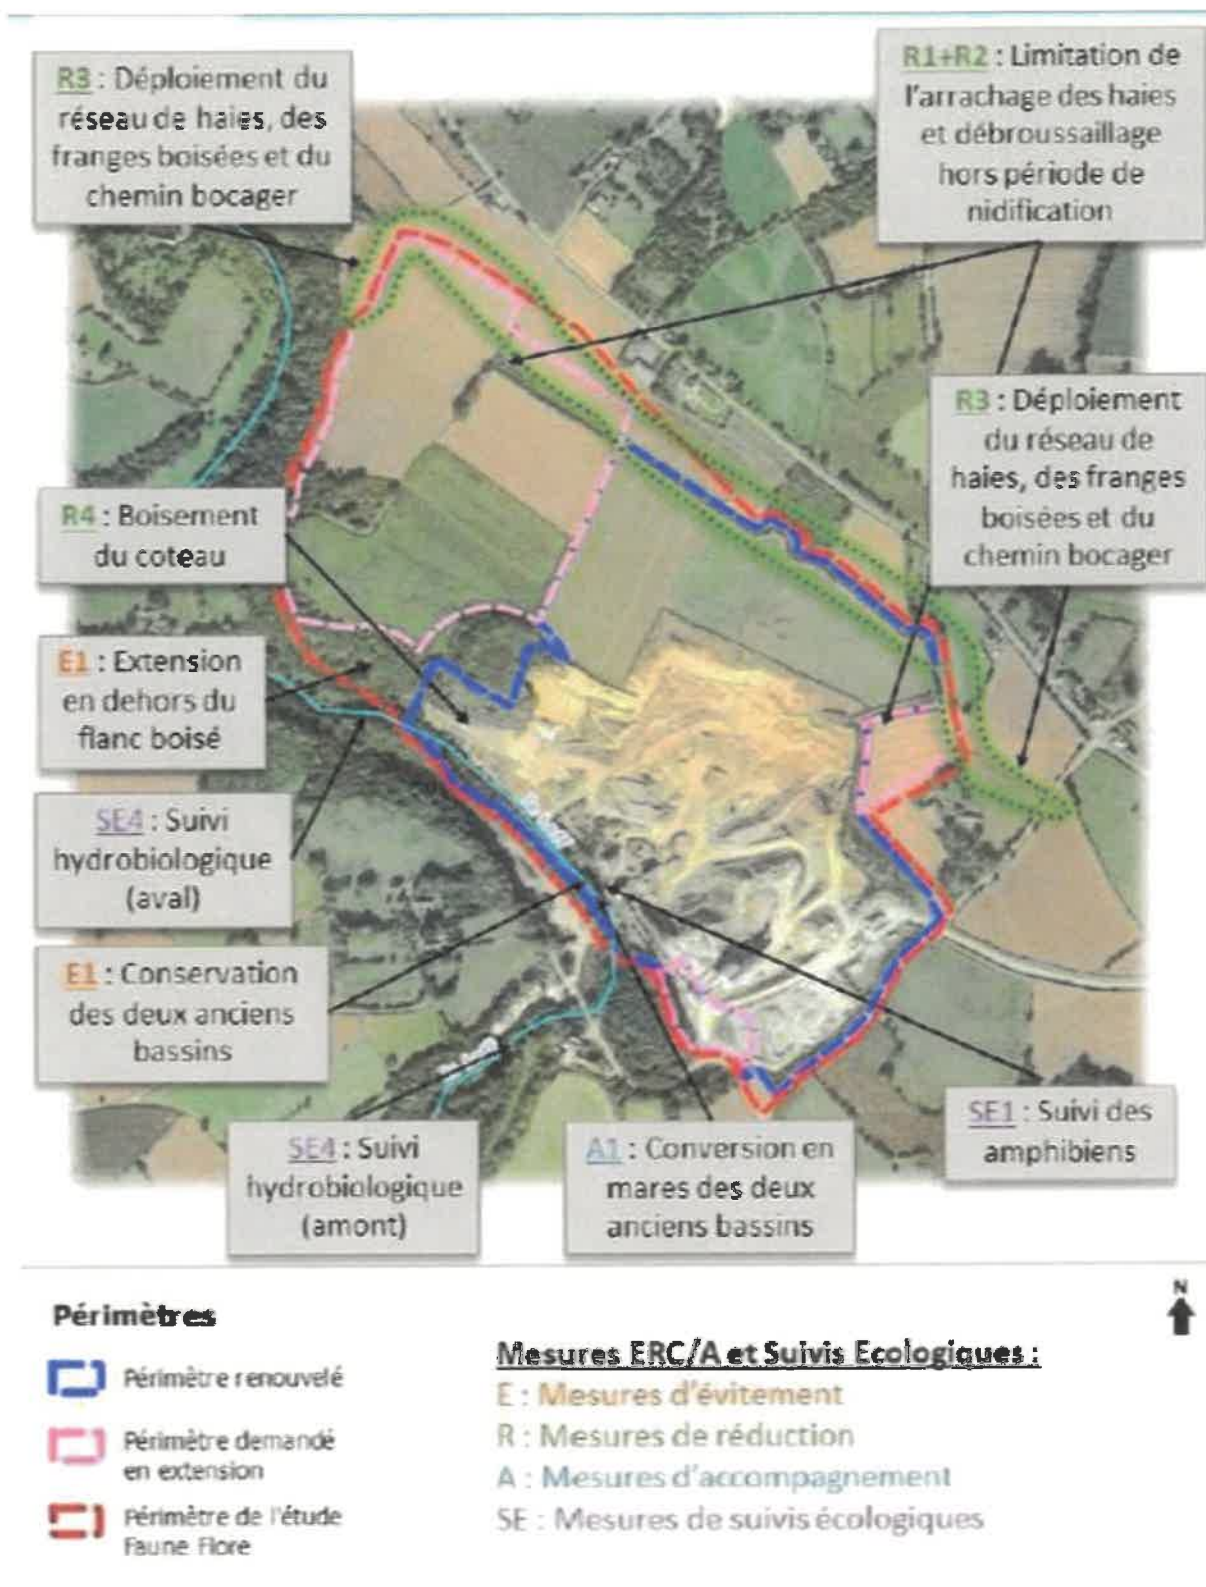 R3 : Déploiement du
réseau de haies, des
franges boisées et du
chemin bocager
R1+R2 : Limitation de
l'arrachage des haies
et débroussaillage
hors période de
nidification
R3 : Déploiement
du réseau de
haies, des franges
boisées et du
chemin bocager
R4 : Boisement
du coteau
E1 : Extension
en dehors du
flanc boisé
SE4 : Suivi
hydrobiologique
(aval)
E1 : Conservation
des deux anciens
bassins
SE4 : Suivi
hydrobiologique
(amont)
A1 : Conversion en
mares des deux
anciens bassins
SE1 : Suivi des
amphibiens
N
Périmètres
Périmètre renouvelé
Périmètre demandé
en extension
Périmètre de l'étude
Faune Flore
Mesures ERC/A et Suivis Ecologiques :
E : Mesures d'évitement
R : Mesures de réduction
A : Mesures d'accompagnement
SE : Mesures de suivis écologiques